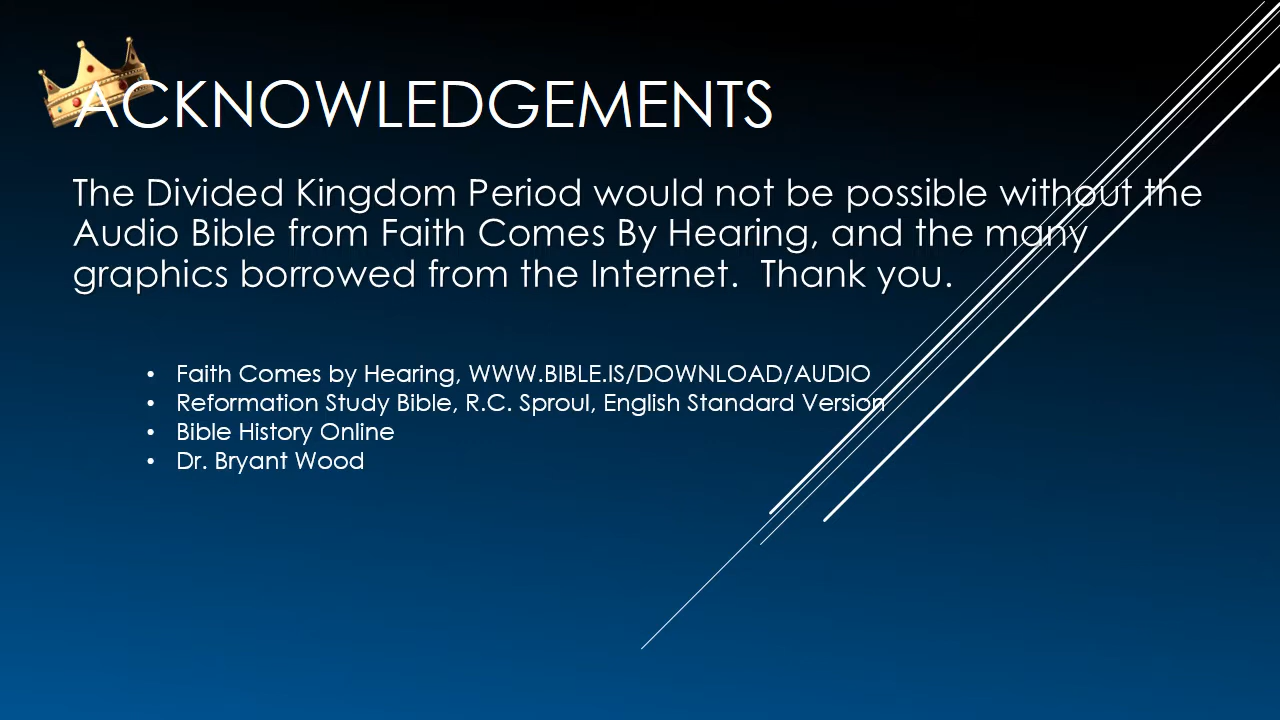 ACKNOWLEDGEMENTS
The Divided Kingdom Period would not be possible without the
Audio Bible from Faith Comes By Hearing, and the many
graphics borrowed from the Internet.  Thank you.
• Faith Comes by Hearing, WWW.BIBLE.IS/DOWNLOAD/AUDIO
• Reformation Study Bible, R.C. Sproul, English Standard Version
• Bible History Online
• Dr. Bryant Wood